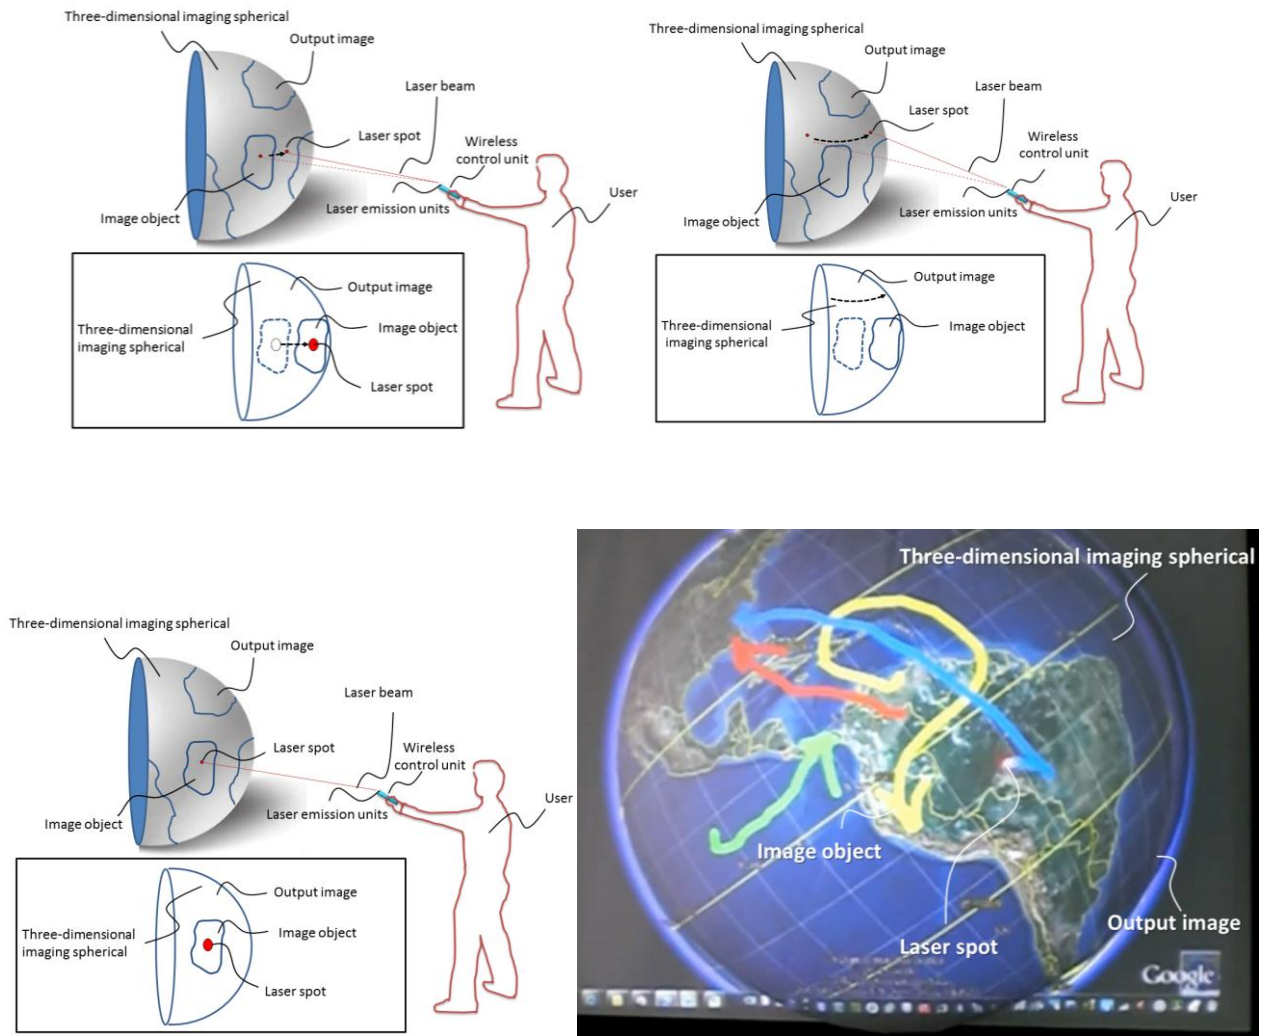 Three-dimensional imaging spherical
Output image
Laser beam
Laser spot
Wireless
control unit
User
Laser emission units
Image object
Output image
Three-dimensional
imaging spherical
Image object
Laser spot
Three-dimensional imaging spherical
Output image
Laser beam
Laser spot
Wireless
control unit
User
Laser emission units
Image object
Output image
Three-dimensional
imaging spherical
Image object
Three-dimensional imaging spherical
Output image
Laser beam
Laser spot
Wireless
control unit
User
Laser emission units
Image object
Output image
Three-dimensional
imaging spherical
Image object
Laser spot
Three-dimensional imaging spherical
Image object
Output image
Laser spot
Google